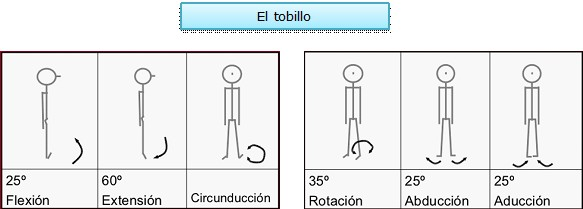 El tobillo
25º
Flexión
60º
Extensión
Circunducción
35º
Rotación
25º
Abducción
25º
Aducción